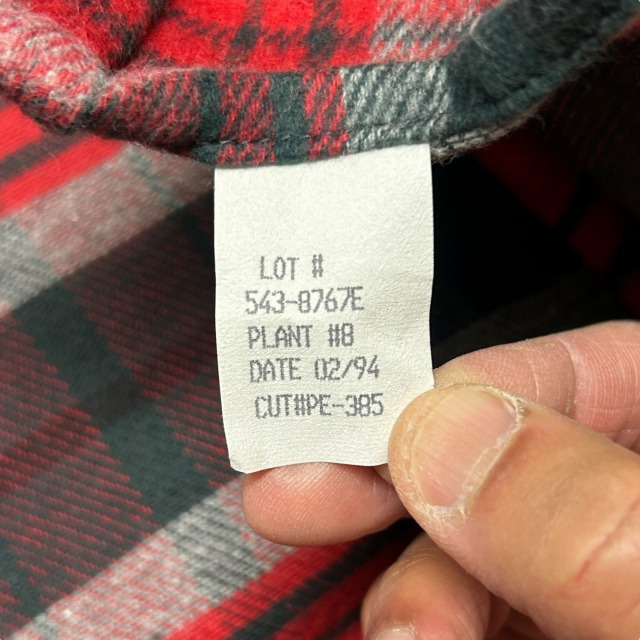 LOT #
543-8767E
PLANT #8
DATE 02/94
CUT#PE-385